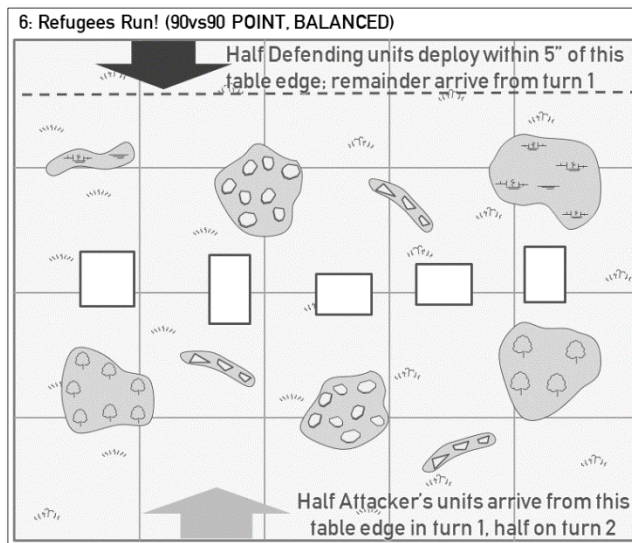 6: Refugees Run! (90vs90 POINT, BALANCED)
Half Defending units deploy within 5” of this
table edge; remainder arrive from turn 1
Half Attacker’s units arrive from this
table edge in turn 1, half on turn 2